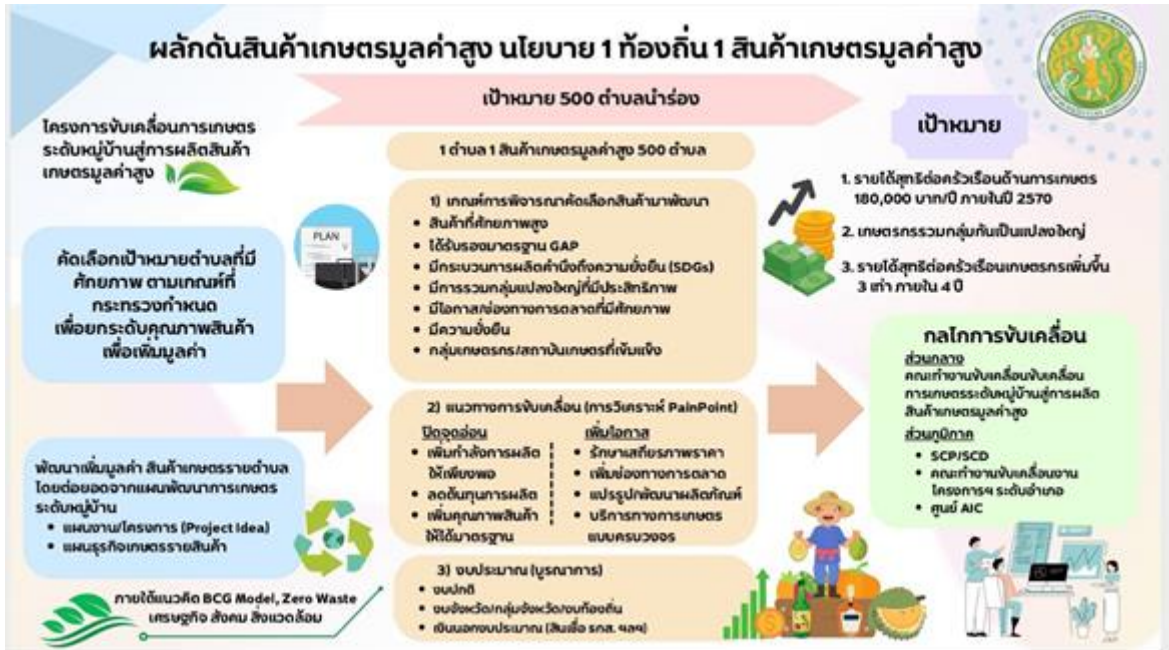 ผลักดันสินค้าเกษตรมูลค่าสูง นโยบาย 1 ท้องถิ่น 1 สินค้าเกษตรมูลค่าสูง
เป้าหมาย 500 ตำบลนำร่อง
โครงการขับเคลื่อนการเกษตร
ระดับหมู่บ้านสู่การผลิตสินค้า
เกษตรมูลค่าสูง
คัดเลือกเป้าหมายตำบลที่มี
ศักยภาพ ตามเกณฑ์ที่
กระทรวงกำหนด
เพื่อยกระดับคุณภาพสินค้า
เพื่อเพิ่มมูลค่า
พัฒนาเพิ่มมูลค่า สินค้าเกษตรรายตำบล
โดยต่อยอดจากแผนพัฒนาการเกษตร
ระดับหมู่บ้าน
• แผนงาน/โครงการ (Project Idea)
• แผนธุรกิจเกษตรรายสินค้า
ภายใต้แนวคิด BCG Model, Zero Waste
เศรษฐกิจ สังคม สิ่งแวดล้อม
1 ตำบล 1 สินค้าเกษตรมูลค่าสูง 500 ตำบล
PLAN
1) เกณฑ์การพิจารณาคัดเลือกสินค้ามาพัฒนา
• สินค้าที่ศักยภาพสูง
• ได้รับรองมาตรฐาน GAP
• มีกระบวนการผลิตคำนึงถึงความยั่งยืน (SDGs)
• มีการรวมกลุ่มแปลงใหญ่ที่มีประสิทธิภาพ
• มีโอกาส/ช่องทางการตลาดที่มีศักยภาพ
• มีความยั่งยืน
• กลุ่มเกษตรกร/สถาบันเกษตรที่เข้มแข็ง
2) แนวทางการขับเคลื่อน (การวิเคราะห์ PainPoint)
ปิดจุดอ่อน
• เพิ่มกำลังการผลิต
ให้เพียงพอ
• ลดต้นทุนการผลิต
• เพิ่มคุณภาพสินค้า
ให้ได้มาตรฐาน
เพิ่มโอกาส
• รักษาเสถียรภาพราคา
• เพิ่มช่องทางการตลาด
• แปรรูป/พัฒนาผลิตภัณฑ์
• บริการทางการเกษตร
แบบครบวงจร
3) งบประมาณ (บูรณาการ)
• งบปกติ
• งบจังหวัด/กลุ่มจังหวัด/งบท้องถิ่น
• เงินนอกงบประมาณ (สินเชื่อ ธกส. ฯลฯ)
เป้าหมาย
1. รายได้สุทธิต่อครัวเรือนด้านการเกษตร
180,000 บาท/ปี ภายในปี 2570
2. เกษตรกรรวมกลุ่มกันเป็นแปลงใหญ่
3. รายได้สุทธิต่อครัวเรือนเกษตรกรเพิ่มขึ้น
3 เท่า ภายใน 4 ปี
กลไกการขับเคลื่อน
ส่วนกลาง
คณะทำงานขับเคลื่อนขับเคลื่อน
การเกษตรระดับหมู่บ้านสู่การผลิต
สินค้าเกษตรมูลค่าสูง
ส่วนภูมิภาค
• SCP/SCD
• คณะทำงานขับเคลื่อนงาน
โครงการฯ ระดับอำเภอ
• ศูนย์ AIC